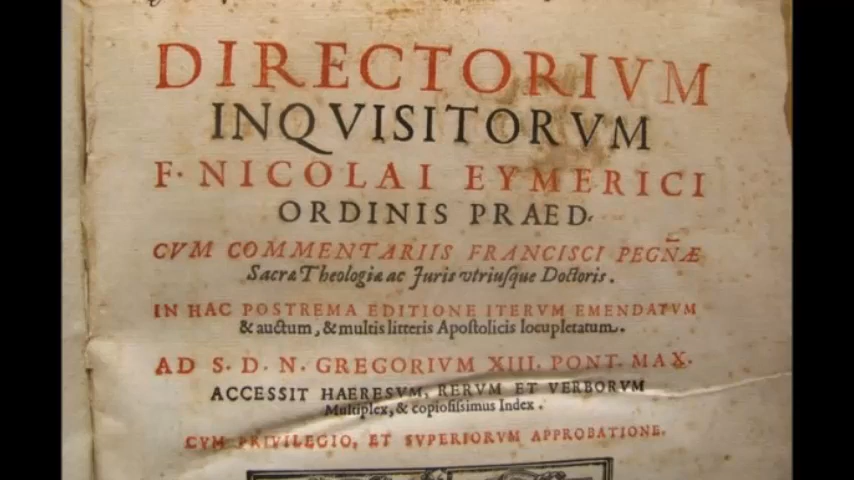 DIRECTORIVM
INQVISITORVM
F. NICOLAI EYMERICI
ORDINIS PRAED.
CVM COMMENTARIIS FRANCISCI PEGÑÆ
Sacræ Theologiæ ac Juris vtriuſque Doctoris.
IN HAC POSTREMA EDITIONE ITERVM EMENDATVM
& auctum, & multis litteris Apoſtolicis locupletatum.
AD S. D. N. GREGORIVM XIII. PONT. MAX.
ACCESSIT HAERESVM, RERVM ET VERBORVM
Multiplex, & copioſiſsimus Index.
CVM PRIVILEGIO, ET SVPERIORVM APPROBATIONE.